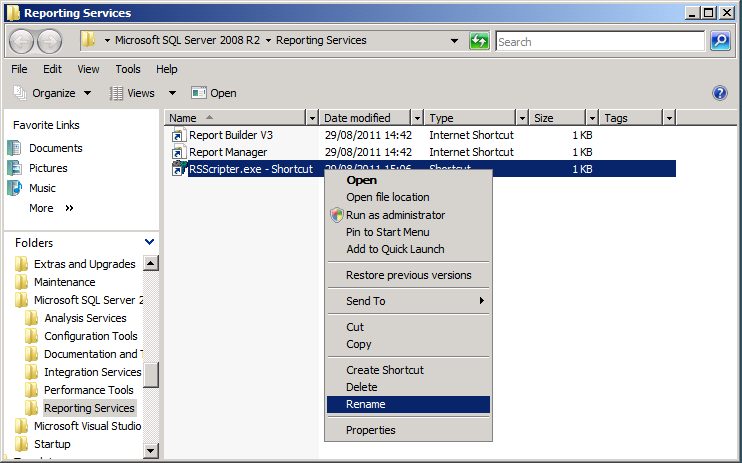 Reporting Services
Microsoft SQL Server 2008 R2 Reporting Services
Search
File Edit View Tools Help
Organize Views Open
Favorite Links
Documents
Pictures
Music
More
Folders
Extras and Upgrades
Maintenance
Microsoft SQL Server 2
Analysis Services
Configuration Tools
Documentation and T
Integration Services
Performance Tools
Reporting Services
Microsoft Visual Studio
Startup
Name Date modified Type Size Tags
Report Builder V3 29/08/2011 14:42 Internet Shortcut 1 KB
Report Manager 29/08/2011 14:42 Internet Shortcut 1 KB
RSScripter.exe - Shortcut 29/08/2011 15:06 Shortcut 1 KB
Open
Open file location
Run as administrator
Pin to Start Menu
Add to Quick Launch
Restore previous versions
Send To
Cut
Copy
Create Shortcut
Delete
Rename
Properties